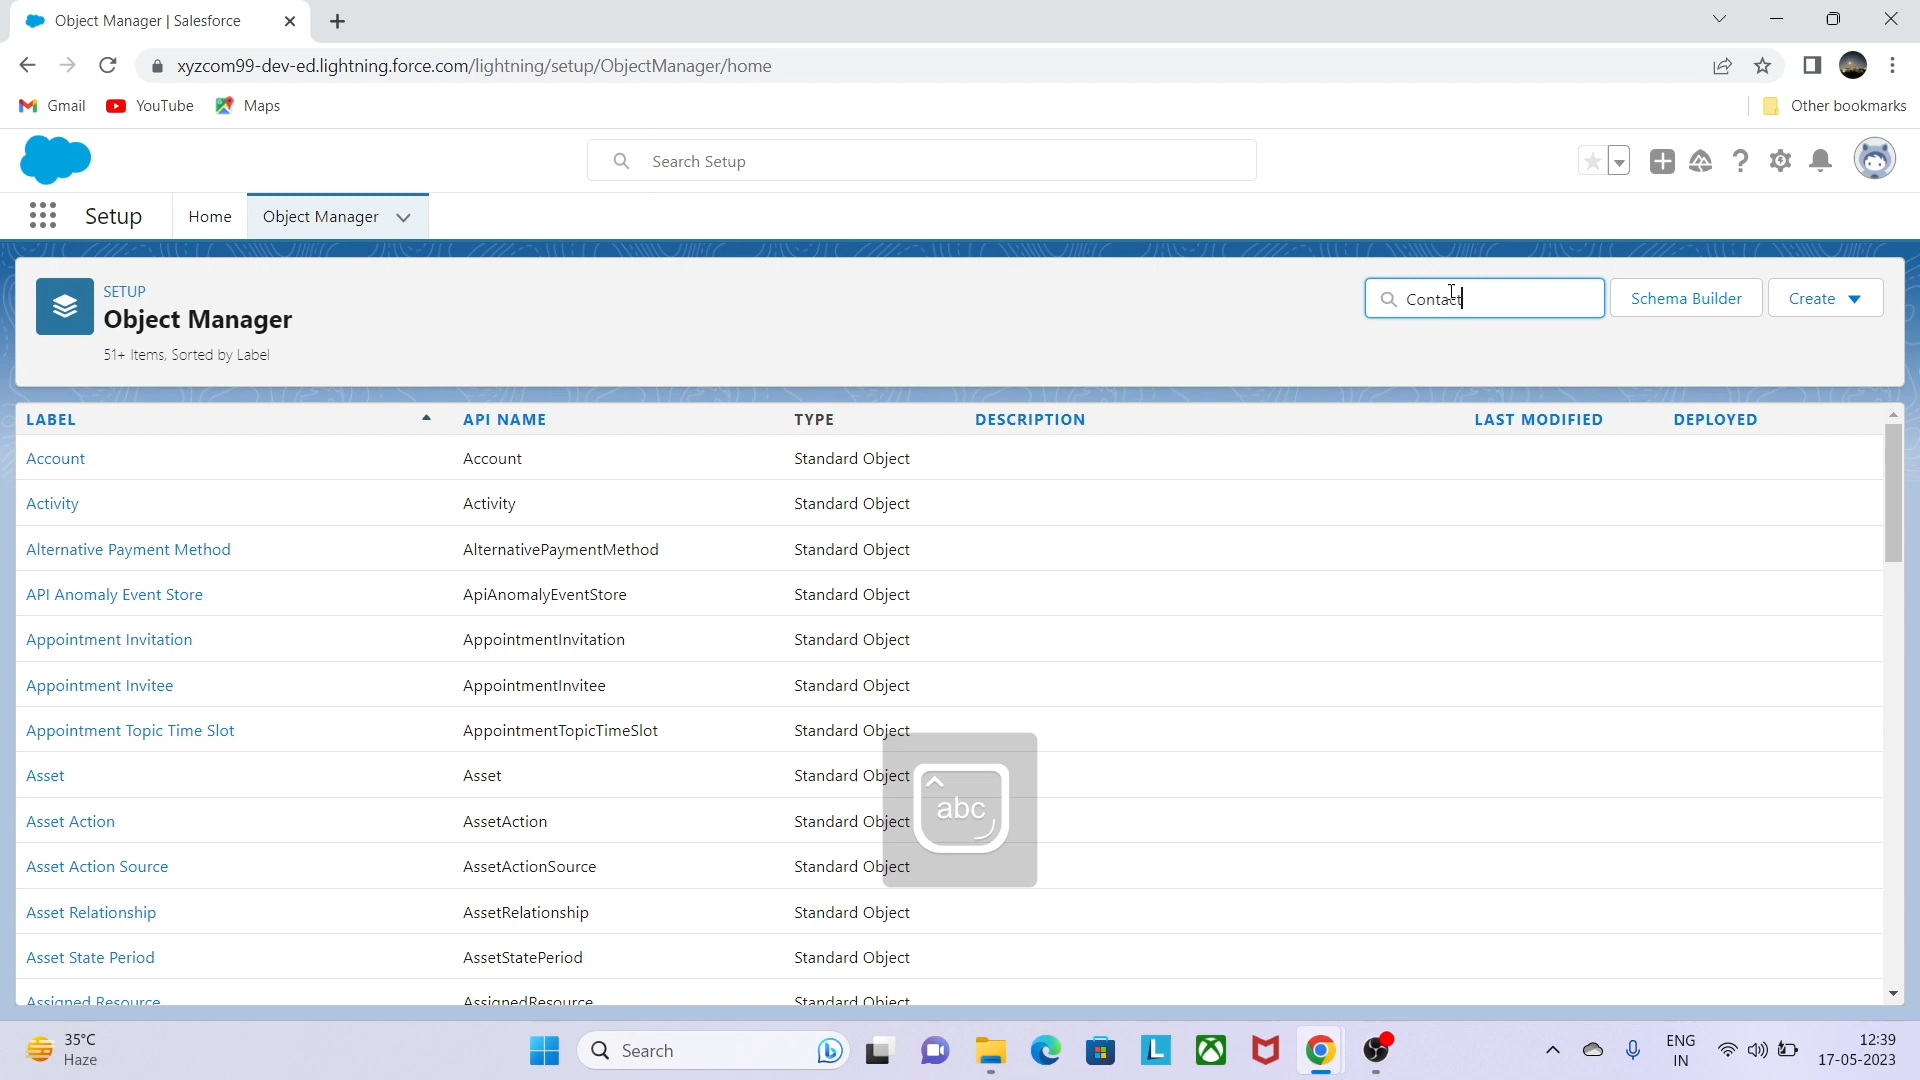 Object Manager | Salesforce
xyzcom99-dev-ed.lightning.force.com/lightning/setup/ObjectManager/home
Gmail YouTube Maps Other bookmarks
Search Setup
Setup Home Object Manager
SETUP
Object Manager
51+ Items, Sorted by Label
Contact Schema Builder Create
LABEL API NAME TYPE DESCRIPTION LAST MODIFIED DEPLOYED
Account Account Standard Object
Activity Activity Standard Object
Alternative Payment Method AlternativePaymentMethod Standard Object
API Anomaly Event Store ApiAnomalyEventStore Standard Object
Appointment Invitation AppointmentInvitation Standard Object
Appointment Invitee AppointmentInvitee Standard Object
Appointment Topic Time Slot AppointmentTopicTimeSlot Standard Object
Asset Asset Standard Object
Asset Action AssetAction Standard Object
abc
Asset Action Source AssetActionSource Standard Object
Asset Relationship AssetRelationship Standard Object
Asset State Period AssetStatePeriod Standard Object
Assigned Resource AssignedResource Standard Object
35°C
Haze
Search
ENG
IN
12:39
17-05-2023